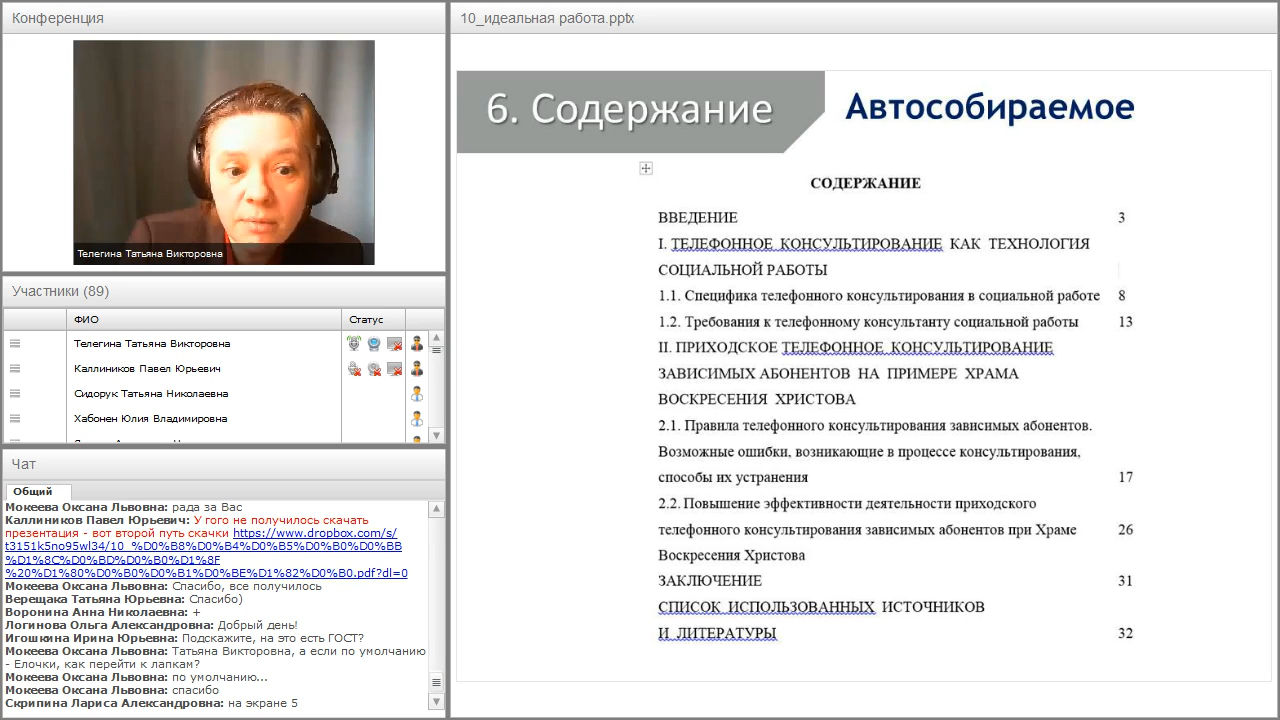 Конференция
Телегина Татьяна Викторовна
Участники (89)
ФИО Статус
Телегина Татьяна Викторовна
Каллиников Павел Юрьевич
Сидорук Татьяна Николаевна
Хабонен Юлия Владимировна
Чат
Общий
Мокеева Оксана Львовна: рада за Вас
Каллиников Павел Юрьевич: У гого не получилось скачать
презентация - вот второй путь скачки https://www.dropbox.com/s/
t3151k5no95wl34/10_%D0%B8%D0%B4%D0%B5%D0%B0%D0%BB
%D1%8C%D0%BD%D0%B0%D1%8F
%20%D1%80%D0%B0%D0%B1%D0%BE%D1%82%D0%B0.pdf?dl=0
Мокеева Оксана Львовна: Спасибо, все получилось
Верещака Татьяна Юрьевна: Спасибо)
Воронина Анна Николаевна: +
Логинова Ольга Александровна: Добрый день!
Игошкина Ирина Юрьевна: Подскажите, на это есть ГОСТ?
Мокеева Оксана Львовна: Татьяна Викторовна, а если по умолчанию
- Елочки, как перейти к лапкам?
Мокеева Оксана Львовна: по умолчанию...
Мокеева Оксана Львовна: спасибо
Скрипина Лариса Александровна: на экране 5
10_идеальная работа.pptx
6. Содержание
Автособираемое
СОДЕРЖАНИЕ
ВВЕДЕНИЕ 3
I. ТЕЛЕФОННОЕ КОНСУЛЬТИРОВАНИЕ КАК ТЕХНОЛОГИЯ
СОЦИАЛЬНОЙ РАБОТЫ
1.1. Специфика телефонного консультирования в социальной работе 8
1.2. Требования к телефонному консультанту социальной работы 13
II. ПРИХОДСКОЕ ТЕЛЕФОННОЕ КОНСУЛЬТИРОВАНИЕ
ЗАВИСИМЫХ АБОНЕНТОВ НА ПРИМЕРЕ ХРАМА
ВОСКРЕСЕНИЯ ХРИСТОВА
2.1. Правила телефонного консультирования зависимых абонентов.
Возможные ошибки, возникающие в процессе консультирования,
способы их устранения 17
2.2. Повышение эффективности деятельности приходского
телефонного консультирования зависимых абонентов при Храме 26
Воскресения Христова
ЗАКЛЮЧЕНИЕ 31
СПИСОК ИСПОЛЬЗОВАННЫХ ИСТОЧНИКОВ
И ЛИТЕРАТУРЫ 32